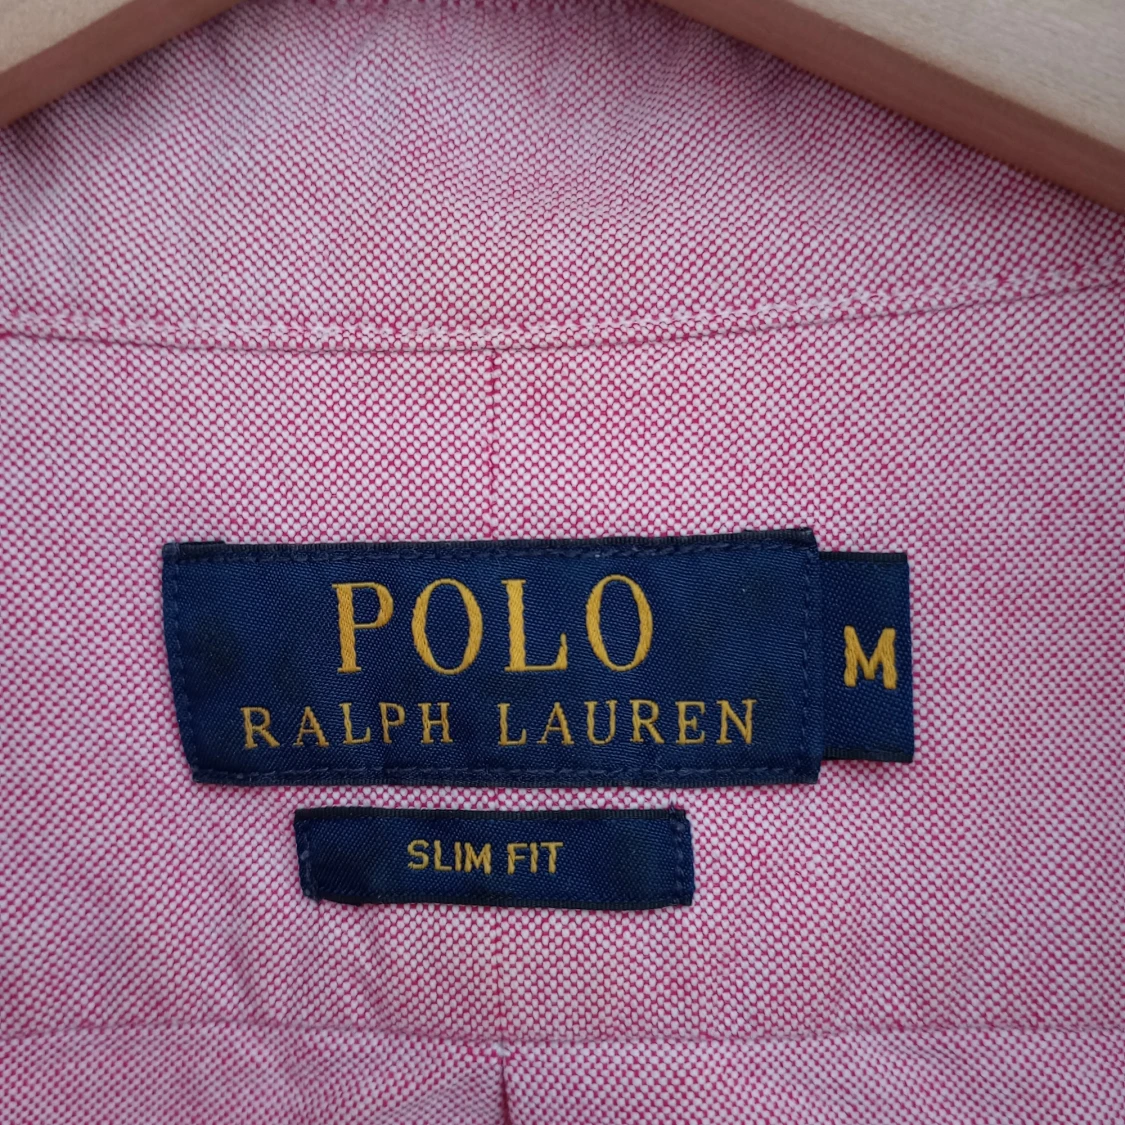 POLO
RALPH LAUREN
M
SLIM FIT